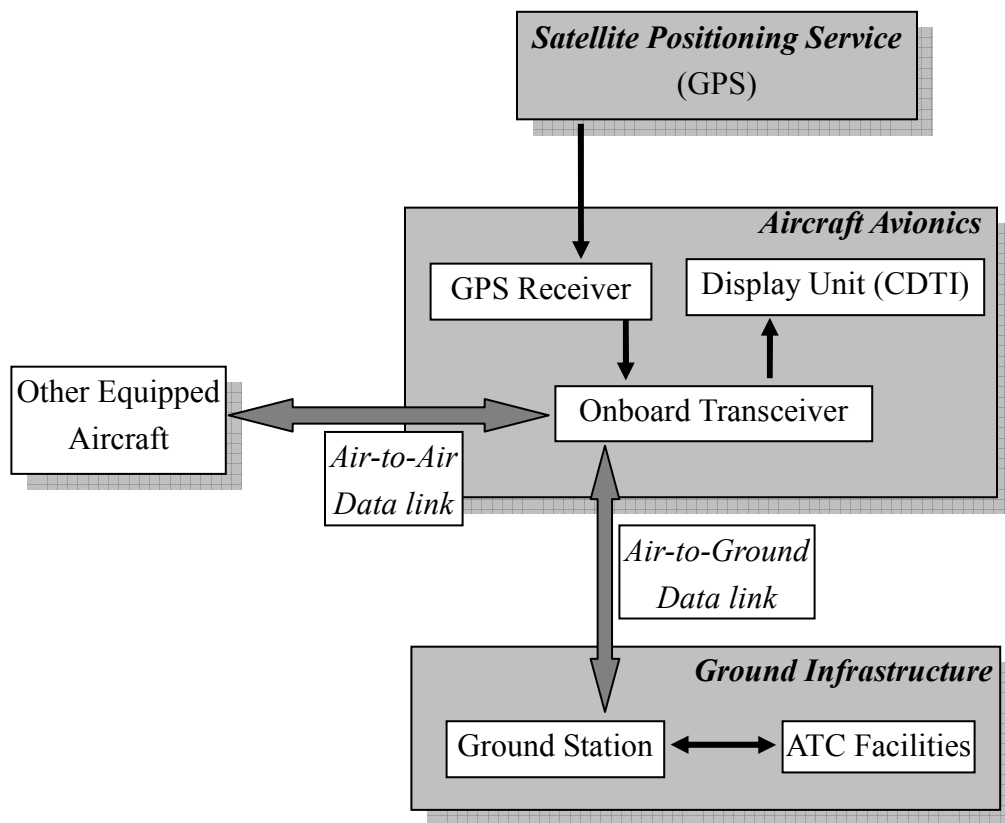 Satellite Positioning Service
(GPS)
Aircraft Avionics
GPS Receiver
Display Unit (CDTI)
Other Equipped
Aircraft
Onboard Transceiver
Air-to-Air
Data link
Air-to-Ground
Data link
Ground Infrastructure
Ground Station
ATC Facilities